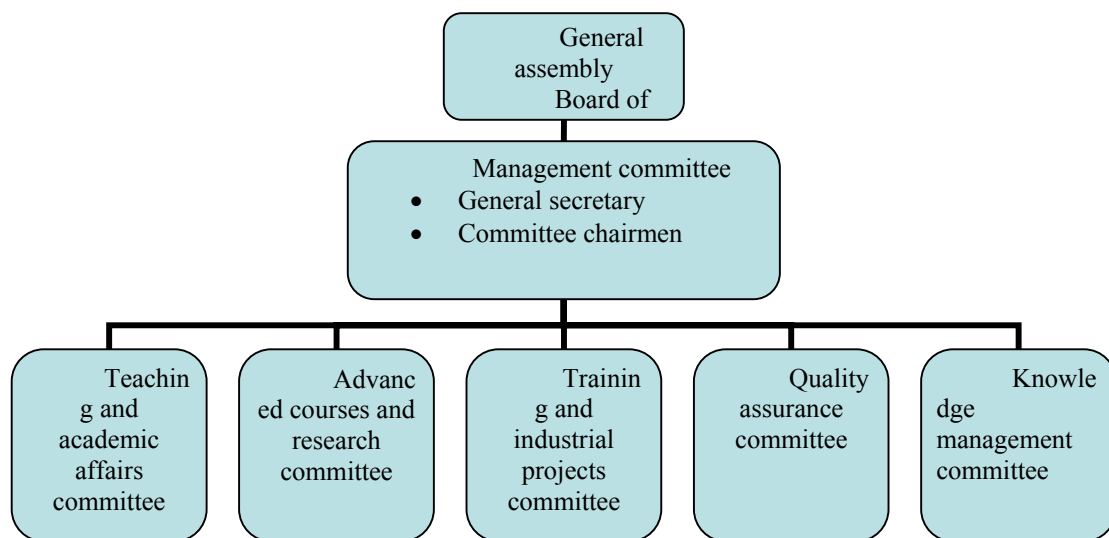 General
assembly
Board of
Management committee
• General secretary
• Committee chairmen
Teachin
g and
academic
affairs
committee
Advanc
ed courses and
research
committee
Trainin
g and
industrial
projects
committee
Quality
assurance
committee
Knowle
dge
management
committee